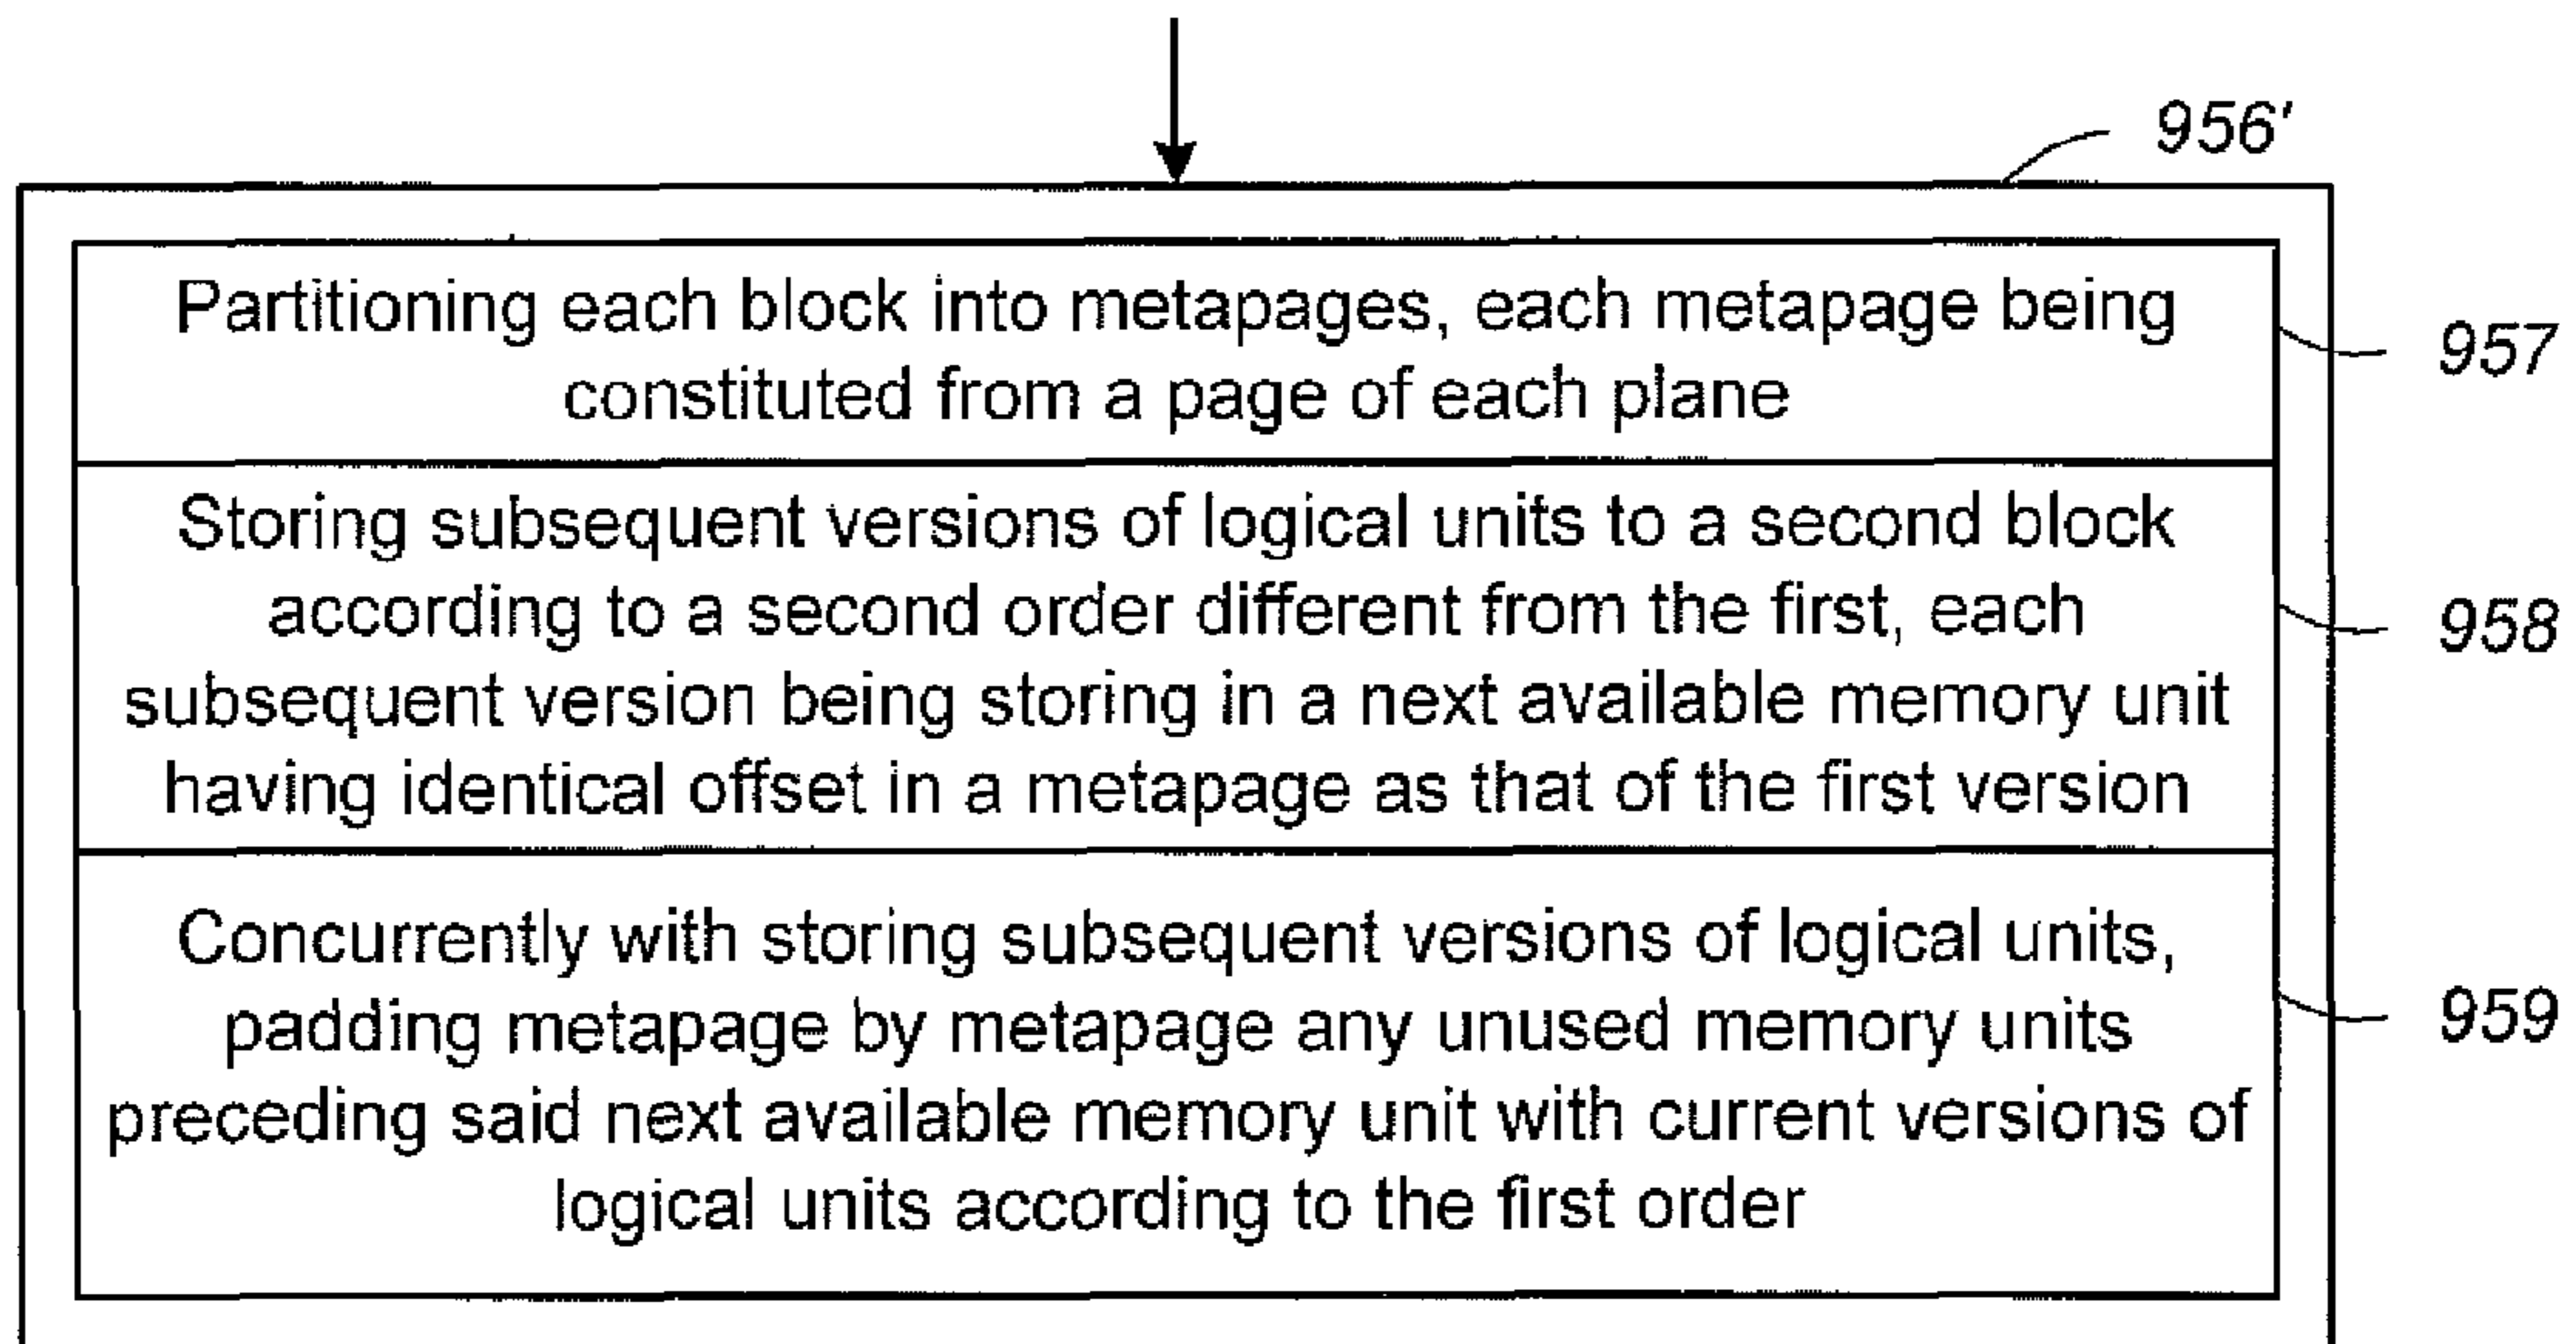 956'
Partitioning each block into metapages, each metapage being
constituted from a page of each plane
957
Storing subsequent versions of logical units to a second block
according to a second order different from the first, each
subsequent version being storing in a next available memory unit
having identical offset in a metapage as that of the first version
958
Concurrently with storing subsequent versions of logical units,
padding metapage by metapage any unused memory units
preceding said next available memory unit with current versions of
logical units according to the first order
959